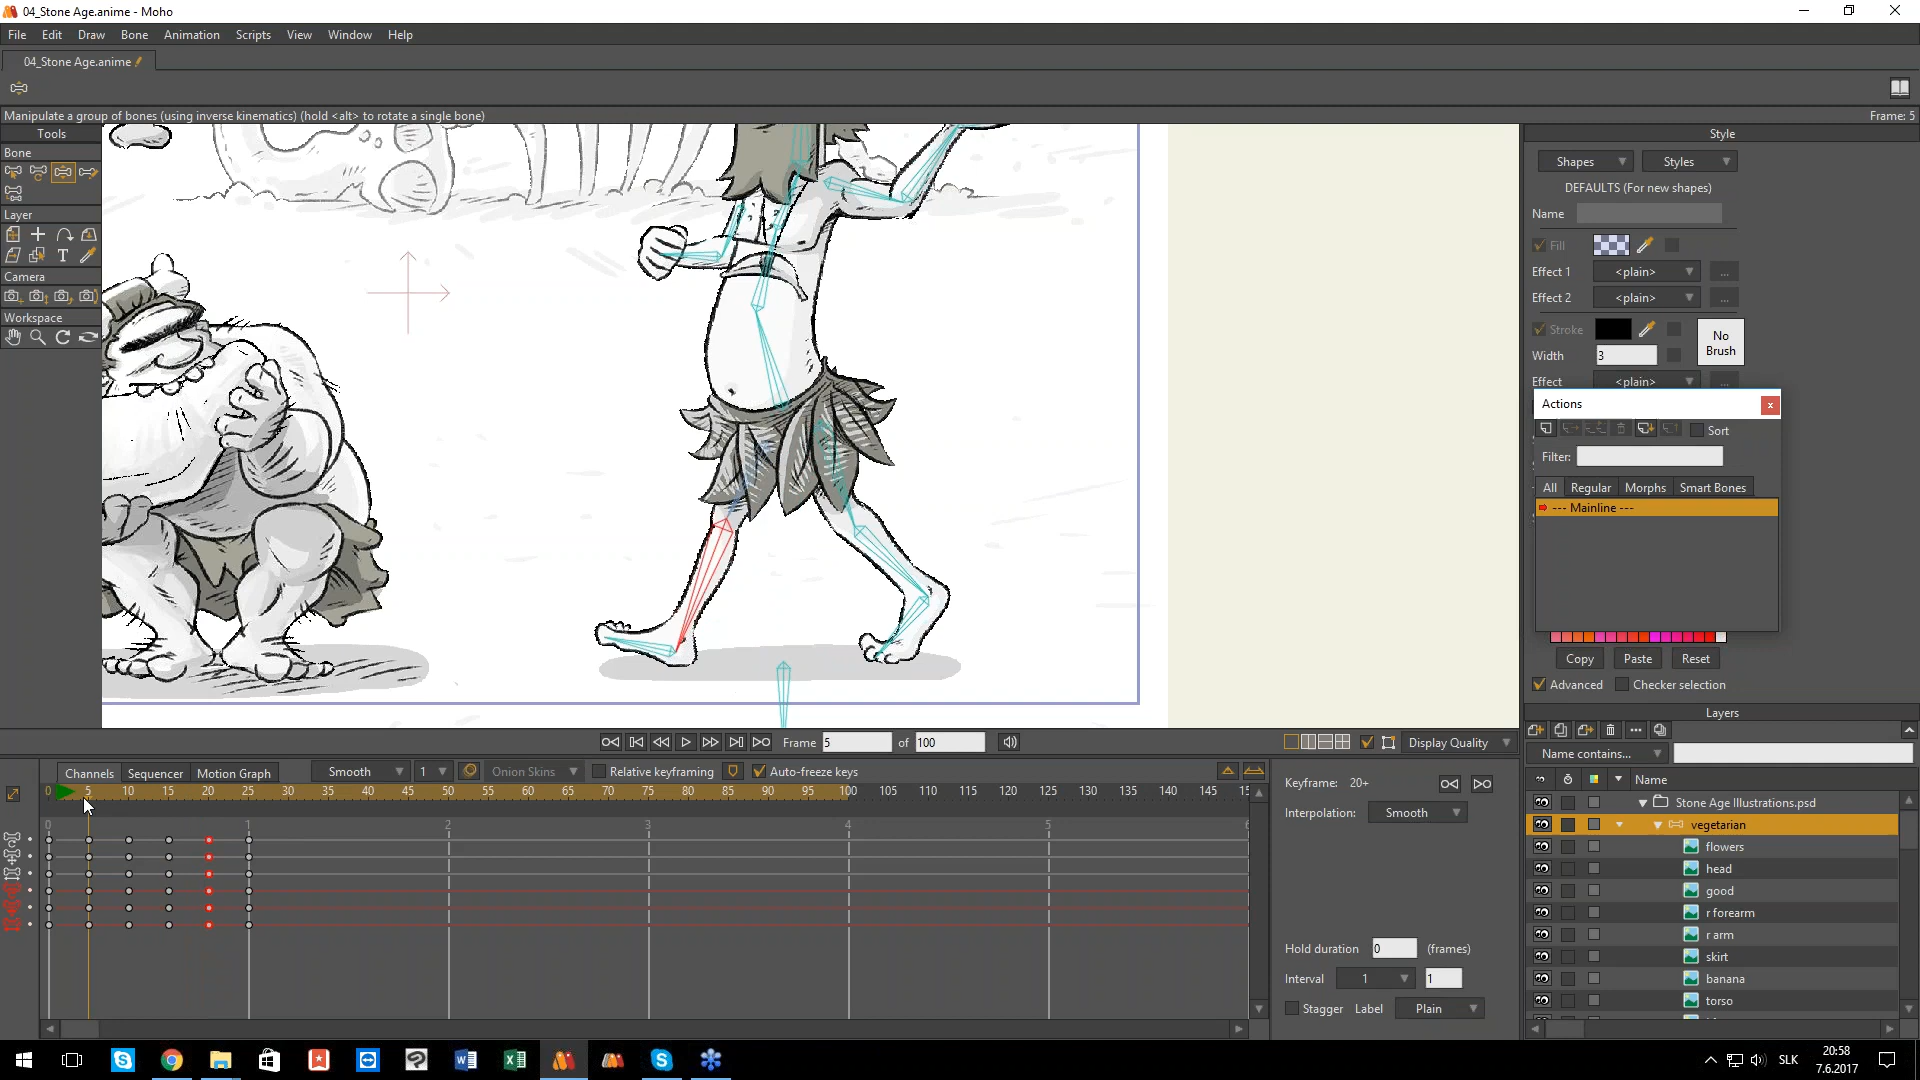 04_Stone Age.anime - Moho
File Edit Draw Bone Animation Scripts View Window Help
04_Stone Age.anime
Manipulate a group of bones (using inverse kinematics) (hold <alt> to rotate a single bone)
Frame: 5
Tools
Bone
Layer
T
Camera
Workspace
Style
Shapes
Styles
DEFAULTS (For new shapes)
Name
Fill
Effect 1 <plain> ...
Effect 2 <plain> ...
Stroke
No
Brush
Width 3
Effect <plain> ...
Actions
x
Sort
Filter:
All Regular Morphs Smart Bones
--- Mainline ---
Copy Paste Reset
Advanced Checker selection
Layers
Name contains...
Name
Stone Age Illustrations.psd
vegetarian
flowers
head
good
r forearm
r arm
skirt
banana
torso
Frame 5 of 100
Display Quality
Channels Sequencer Motion Graph
Smooth 1 Onion Skins Relative keyframing Auto-freeze keys
0 5 10 15 20 25 30 35 40 45 50 55 60 65 70 75 80 85 90 95 100 105 110 115 120 125 130 135 140 145 15
0 1 2 3 4 5 6
Keyframe: 20+
Interpolation: Smooth
Hold duration 0 (frames)
Interval 1 1
Stagger Label Plain
SLK
20:58
7.6.2017